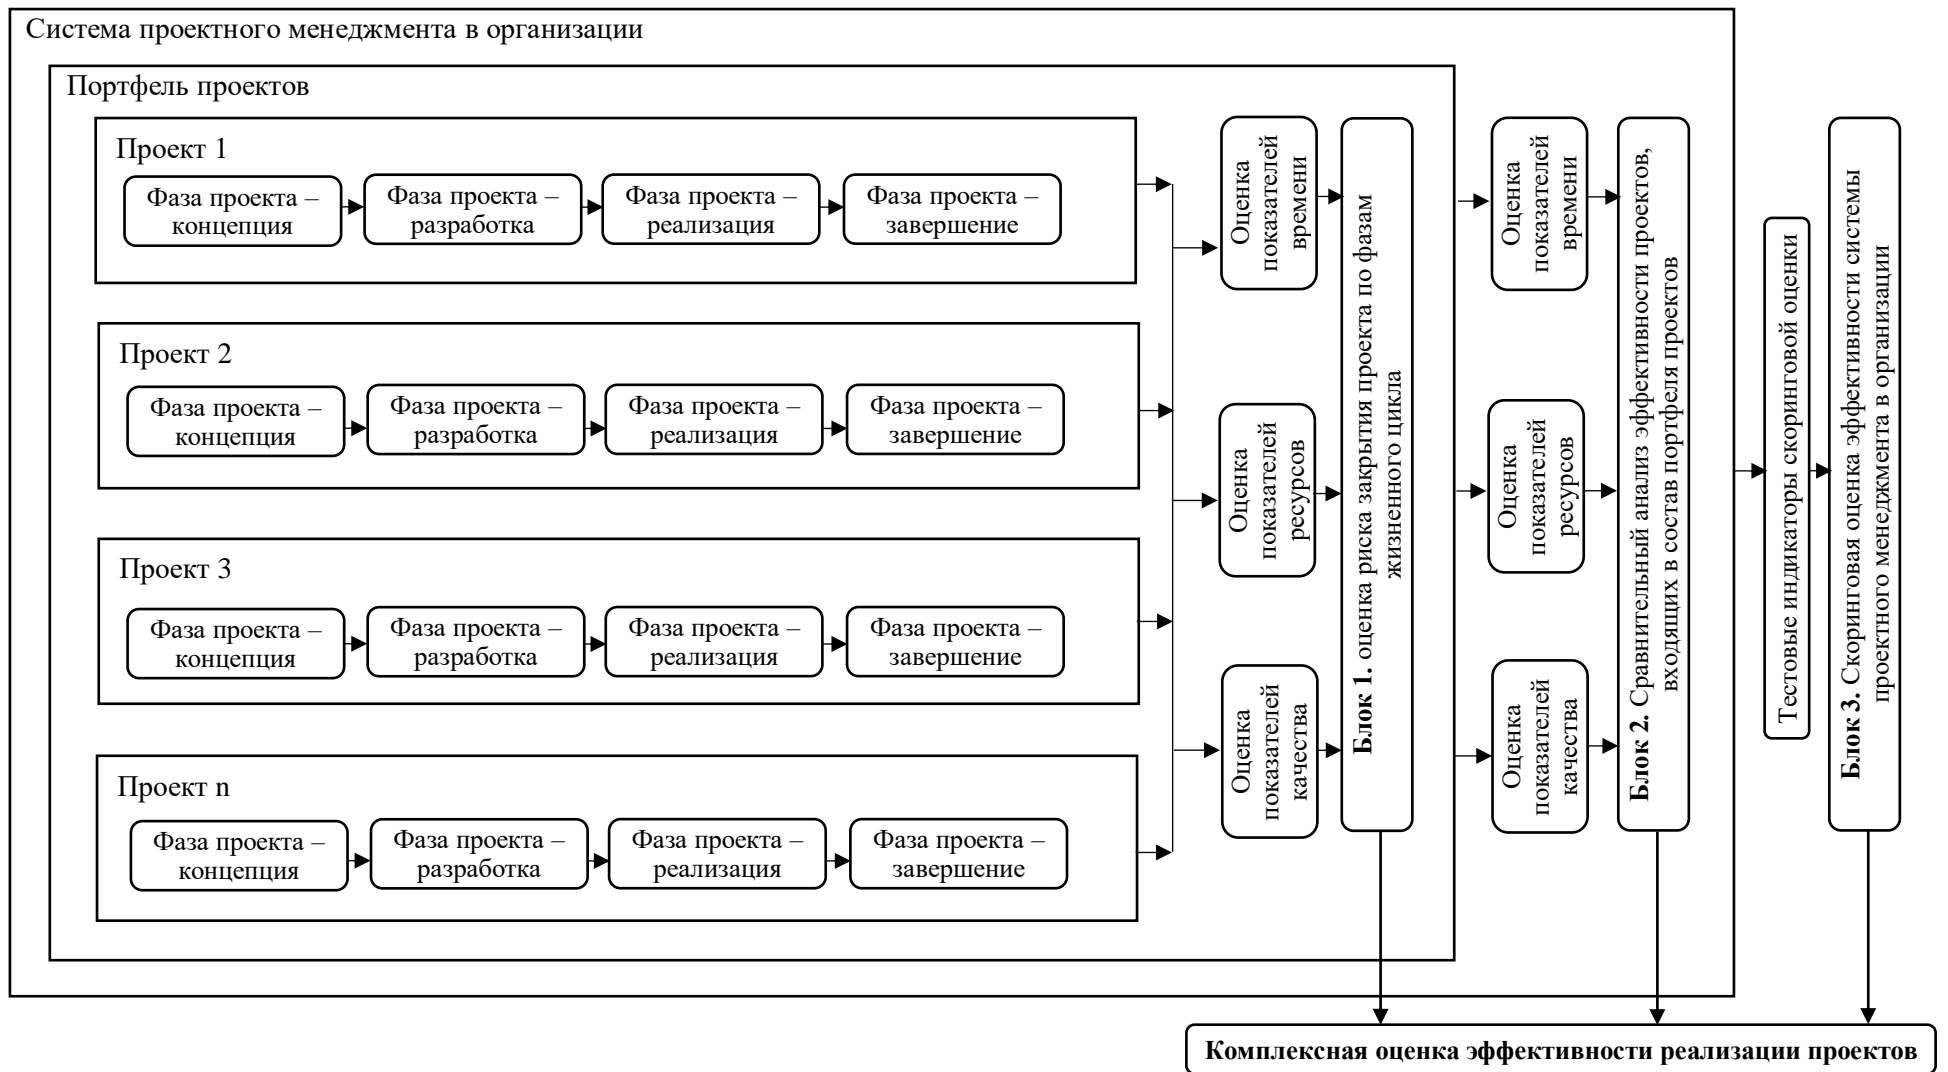 Система проектного менеджмента в организации
Портфель проектов
Проект 1
Фаза проекта –
концепция
Фаза проекта –
разработка
Фаза проекта –
реализация
Фаза проекта –
завершение
Проект 2
Фаза проекта –
концепция
Фаза проекта –
разработка
Фаза проекта –
реализация
Фаза проекта –
завершение
Проект 3
Фаза проекта –
концепция
Фаза проекта –
разработка
Фаза проекта –
реализация
Фаза проекта –
завершение
Проект n
Фаза проекта –
концепция
Фаза проекта –
разработка
Фаза проекта –
реализация
Фаза проекта –
завершение
Оценка
показателей
времени
Оценка
показателей
ресурсов
Оценка
показателей
качества
Блок 1. оценка риска закрытия проекта по фазам
жизненного цикла
Оценка
показателей
времени
Оценка
показателей
ресурсов
Оценка
показателей
качества
Блок 2. Сравнительный анализ эффективности проектов,
входящих в состав портфеля проектов
Тестовые индикаторы скоринговой оценки
Блок 3. Скоринговая оценка эффективности системы
проектного менеджмента в организации
Комплексная оценка эффективности реализации проектов